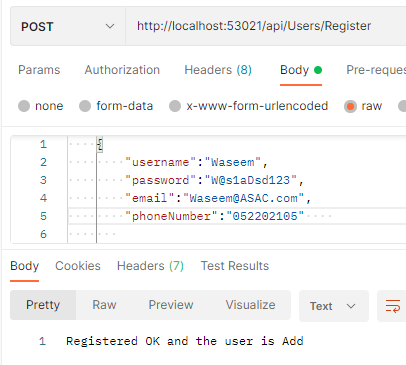 POST http://localhost:53021/api/Users/Register
Params Authorization Headers (8) Body Pre-reques
none form-data x-www-form-urlencoded raw
1 {
2 "username":"Waseem",
3 "password":"W@s1aDsd123",
4 "email":"Waseem@ASAC.com",
5 "phoneNumber":"052202105"
6
Body Cookies Headers (7) Test Results
Pretty Raw Preview Visualize Text
1 Registered OK and the user is Add